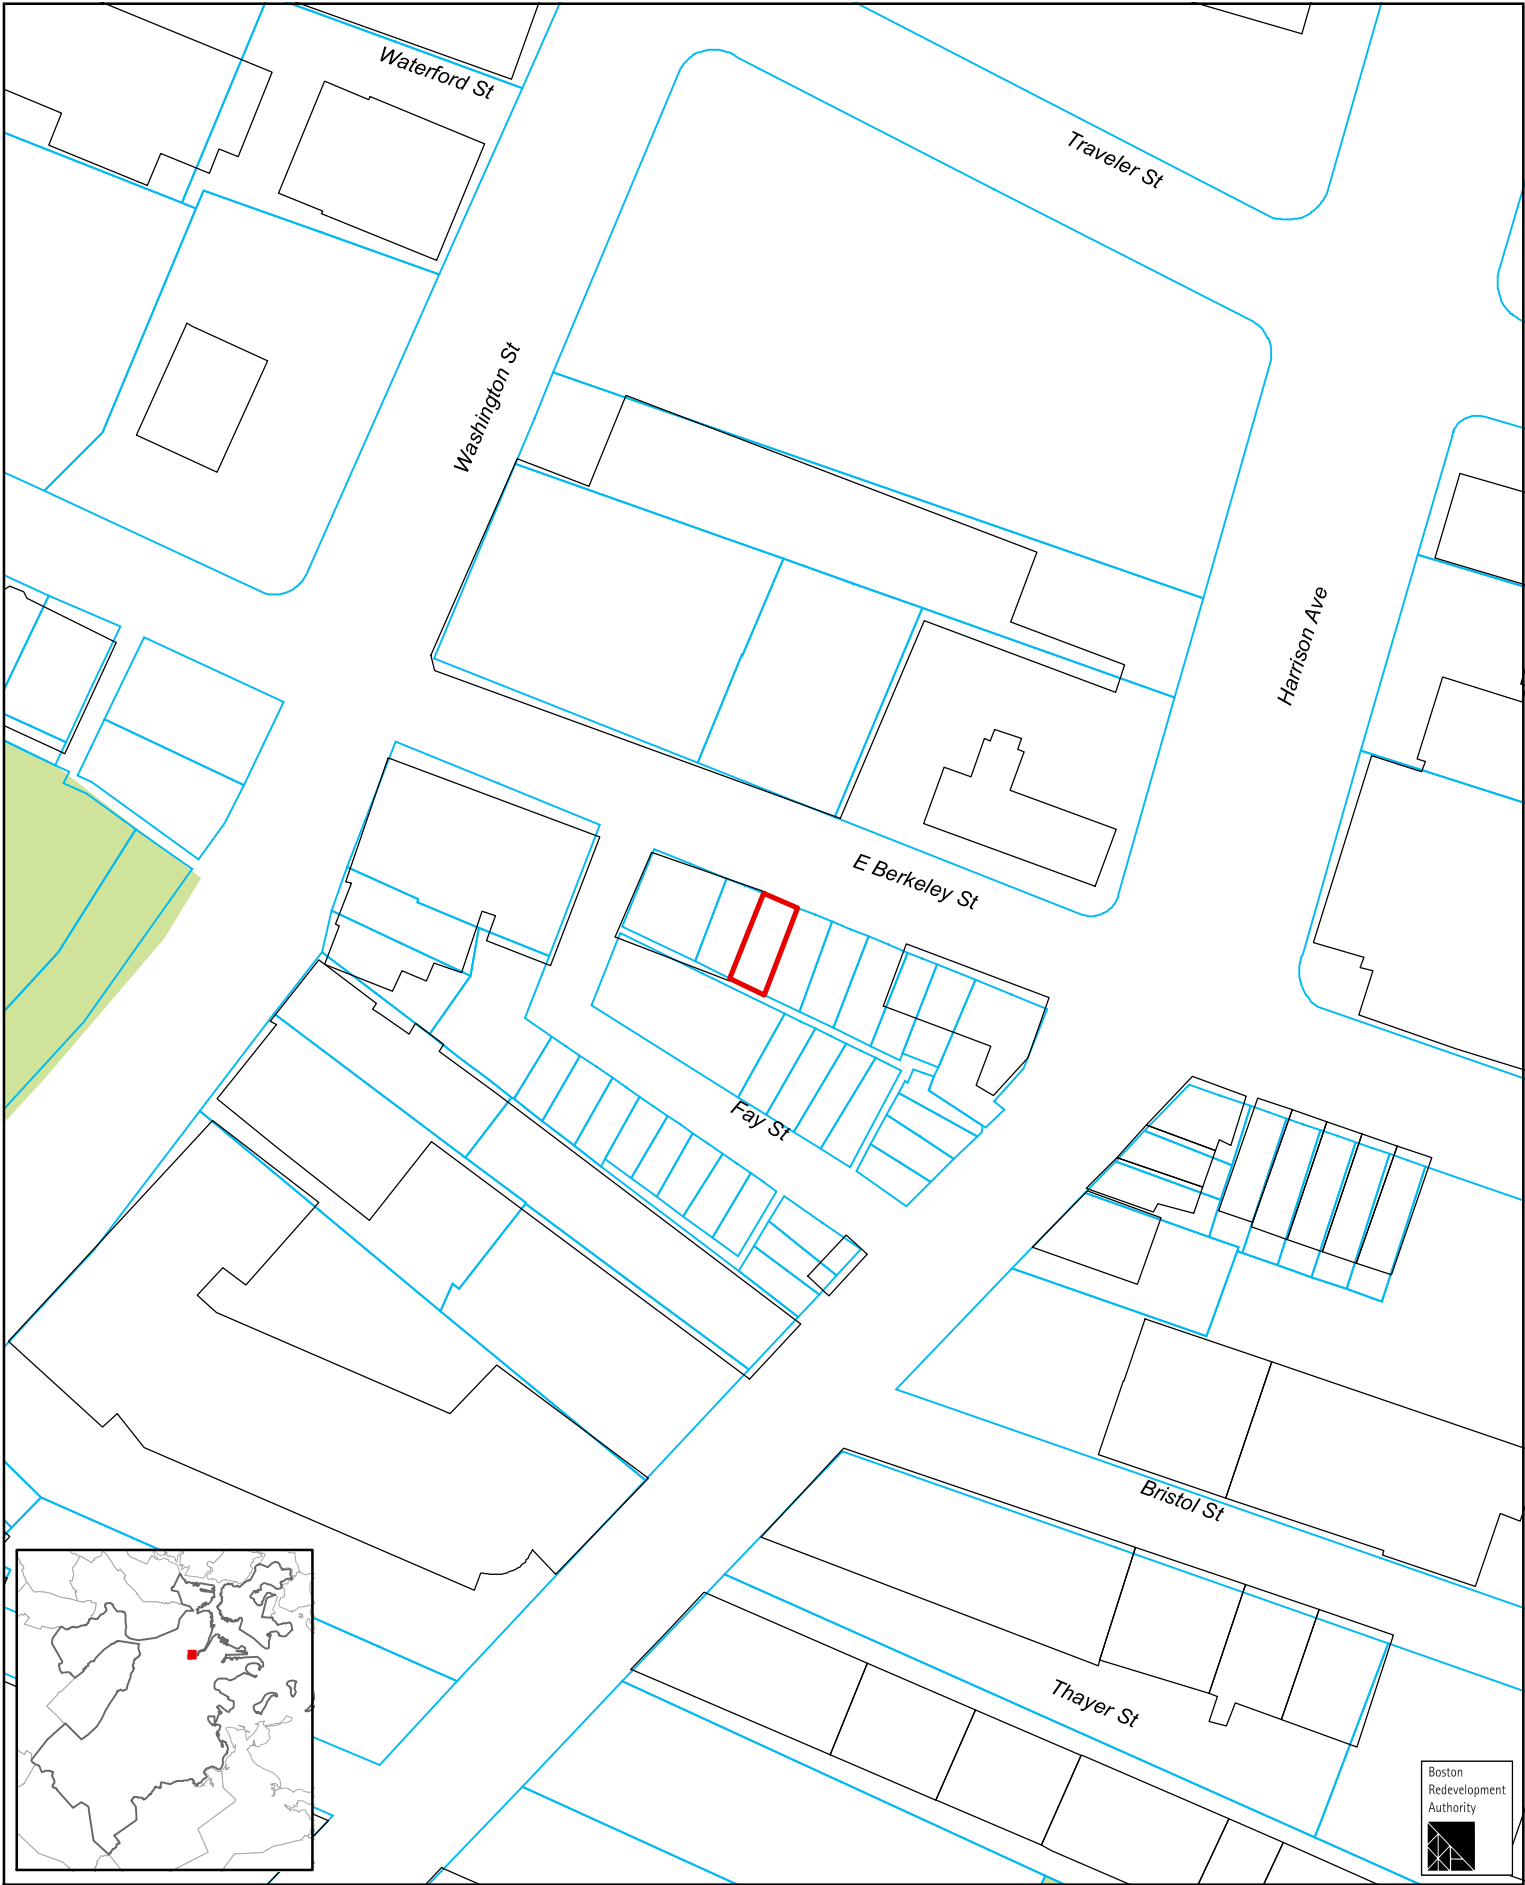 Waterford St
Traveler St
Washington St
Harrison Ave
E Berkeley St
Fay St
Bristol St
Thayer St
Boston
Redevelopment
Authority